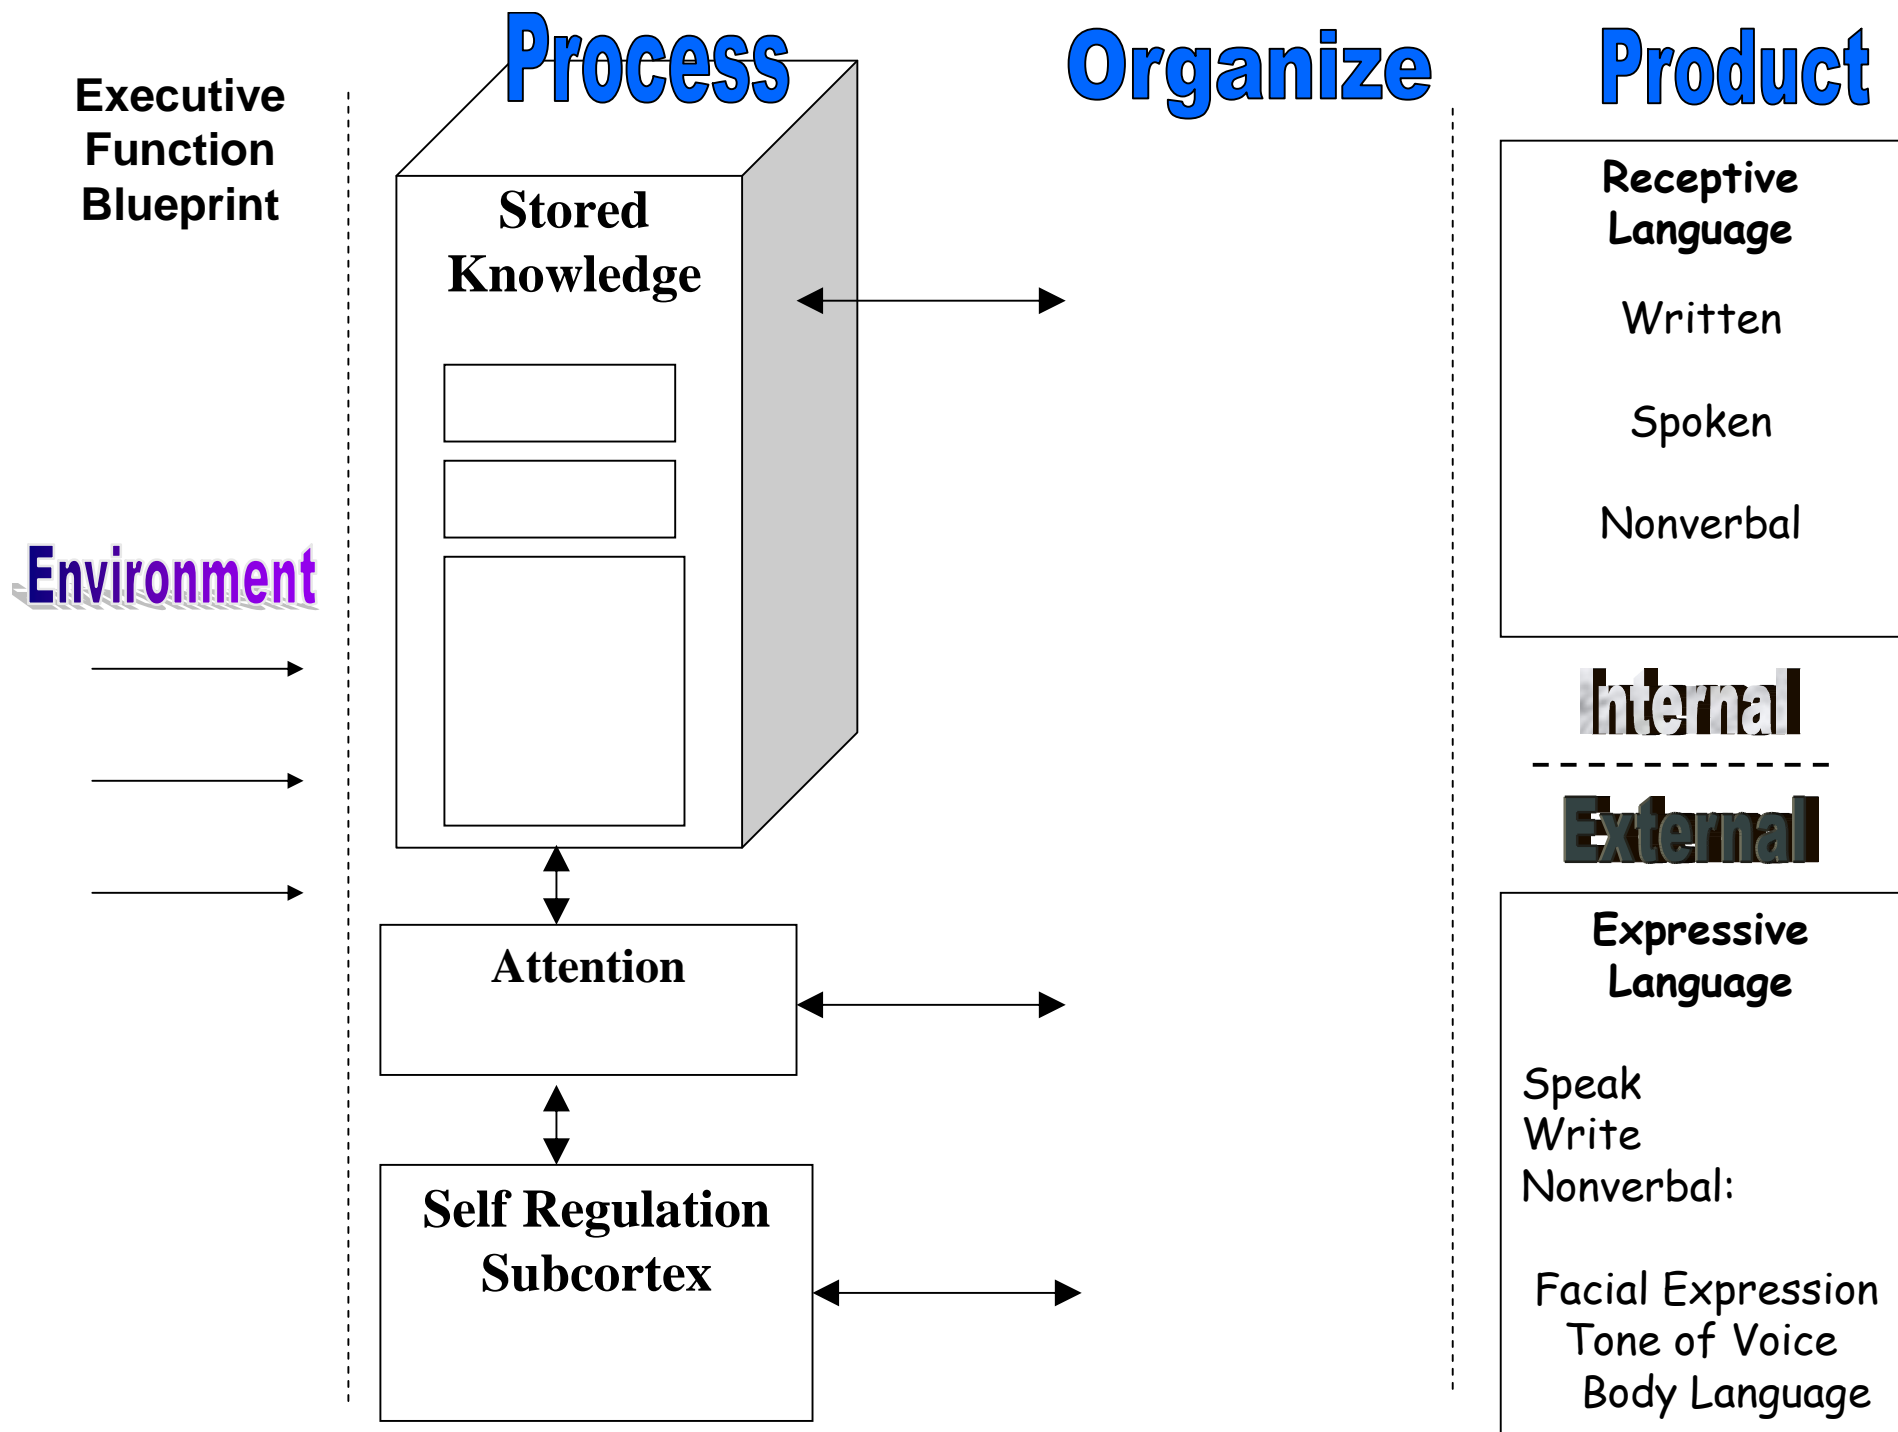 Executive
Function
Blueprint
Environment
Process
Stored
Knowledge
Attention
Self Regulation
Subcortex
Organize
Product
Receptive
Language
Written
Spoken
Nonverbal
Internal
External
Expressive
Language
Speak
Write
Nonverbal:
Facial Expression
Tone of Voice
Body Language